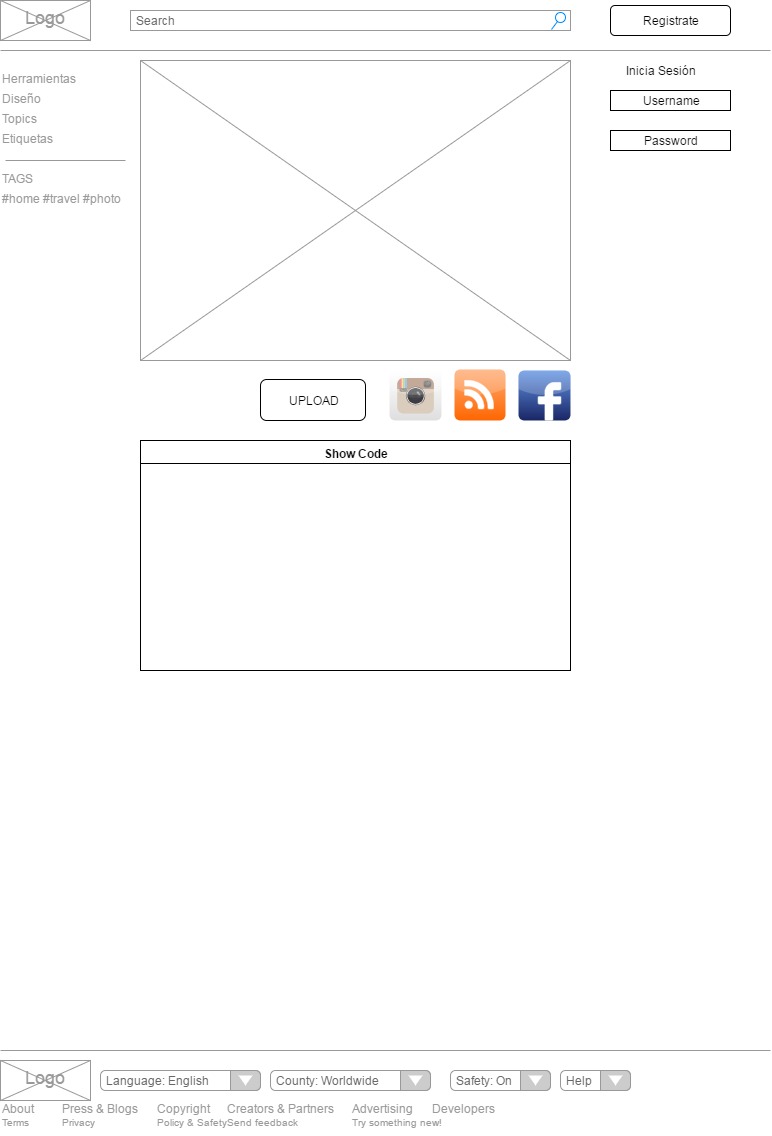 Logo
Search
Registrate
Inicia Sesión
Username
Password
Herramientas
Diseño
Topics
Etiquetas
TAGS
#home #travel #photo
UPLOAD
Show Code
Logo
Language: English
County: Worldwide
Safety: On
Help
About Press & Blogs Copyright Creators & Partners Advertising Developers
Terms Privacy Policy & Safety Send feedback Try something new!